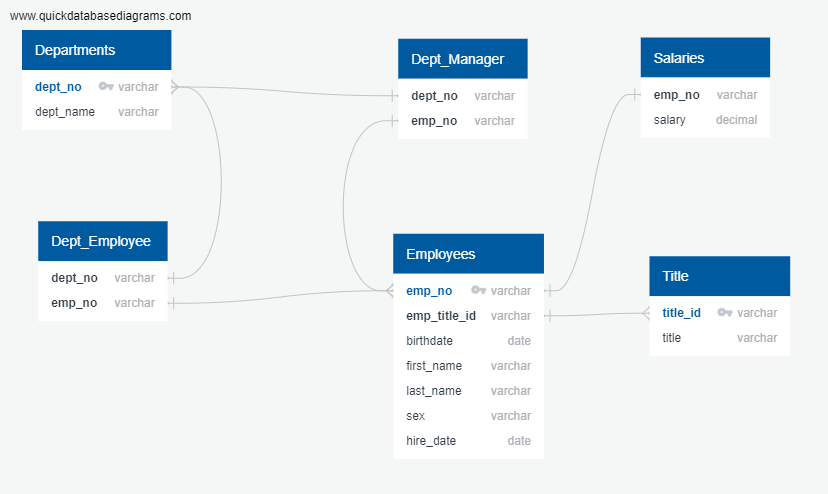 www.quickdatabasediagrams.com
Departments
dept_no varchar
dept_name varchar
Dept_Manager
dept_no varchar
emp_no varchar
Salaries
emp_no varchar
salary decimal
Dept_Employee
dept_no varchar
emp_no varchar
Employees
emp_no varchar
emp_title_id varchar
birthdate date
first_name varchar
last_name varchar
sex varchar
hire_date date
Title
title_id varchar
title varchar